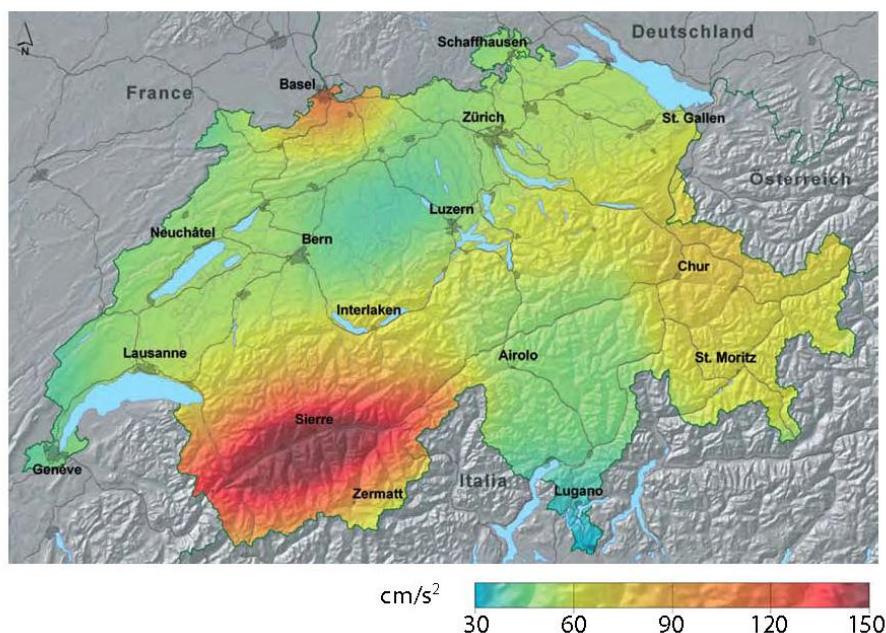 Deutschland
Schaffhausen
N
Basel
France
Zürich
St. Gallen
Österreich
Luzern
Neuchâtel
Bern
Chur
Interlaken
Lausanne
Airolo
St. Moritz
Sierre
Genève
Italia
Lugano
Zermatt
cm/s²
30 60 90 120 150